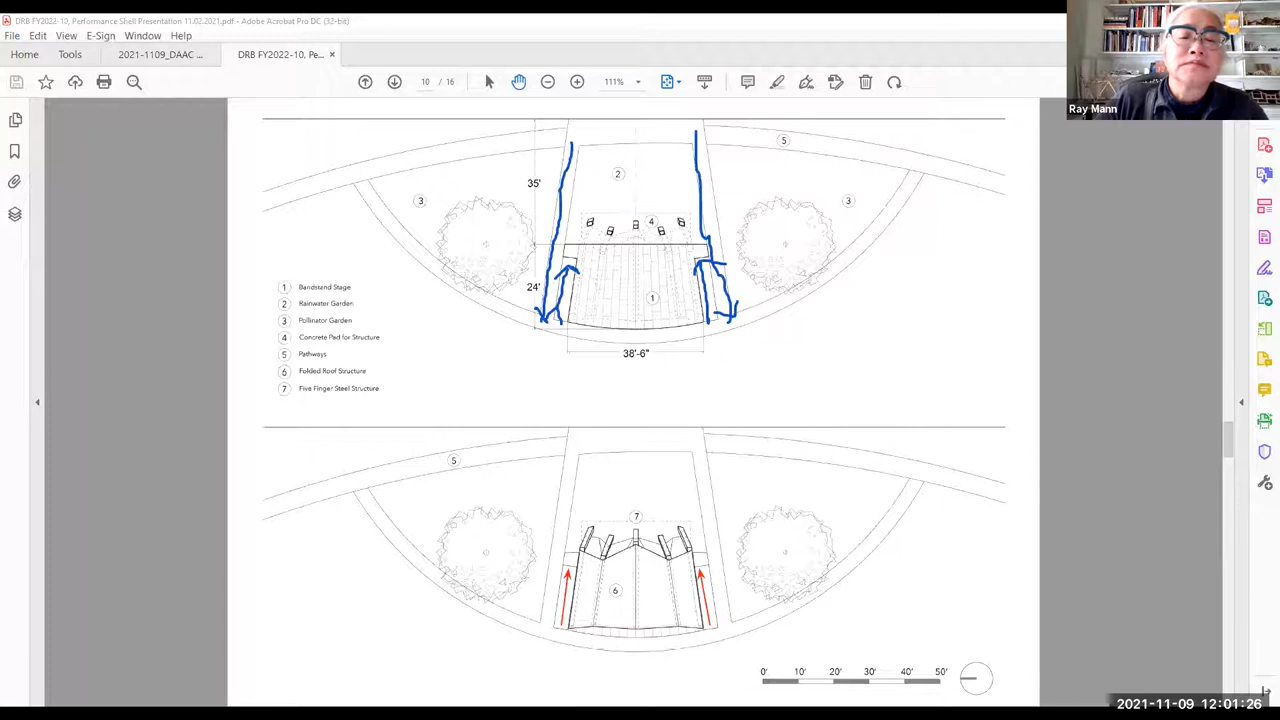 DRB FY2022-10, Performance Shell Presentation 11.02.2021.pdf - Adobe Acrobat Pro DC (32-bit)
File Edit View E-Sign Window Help
Home Tools 2021-1109_DAAC ... DRB FY2022-10, Pe... ×
10 / 16 111%
Ray Mann
5
35'
2
3
3
4
24'
1
1 Bandstand Stage
2 Rainwater Garden
3 Pollinator Garden
4 Concrete Pad for Structure
5 Pathways
6 Folded Roof Structure
7 Five Finger Steel Structure
38'-6"
5
7
6
0' 10' 20' 30' 40' 50'
2021-11-09 12:01:26